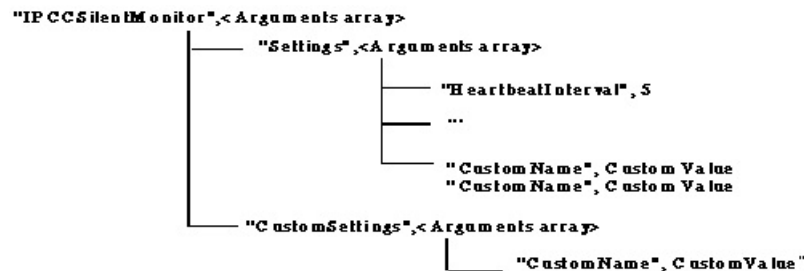 "IPCCSilentMonitor",<Arguments array>
"Settings",<Arguments array>
"HeartbeatInterval", 5
...
"CustomName", Custom Value
"CustomName", Custom Value
"CustomSettings",<Arguments array>
"CustomName", CustomValue"